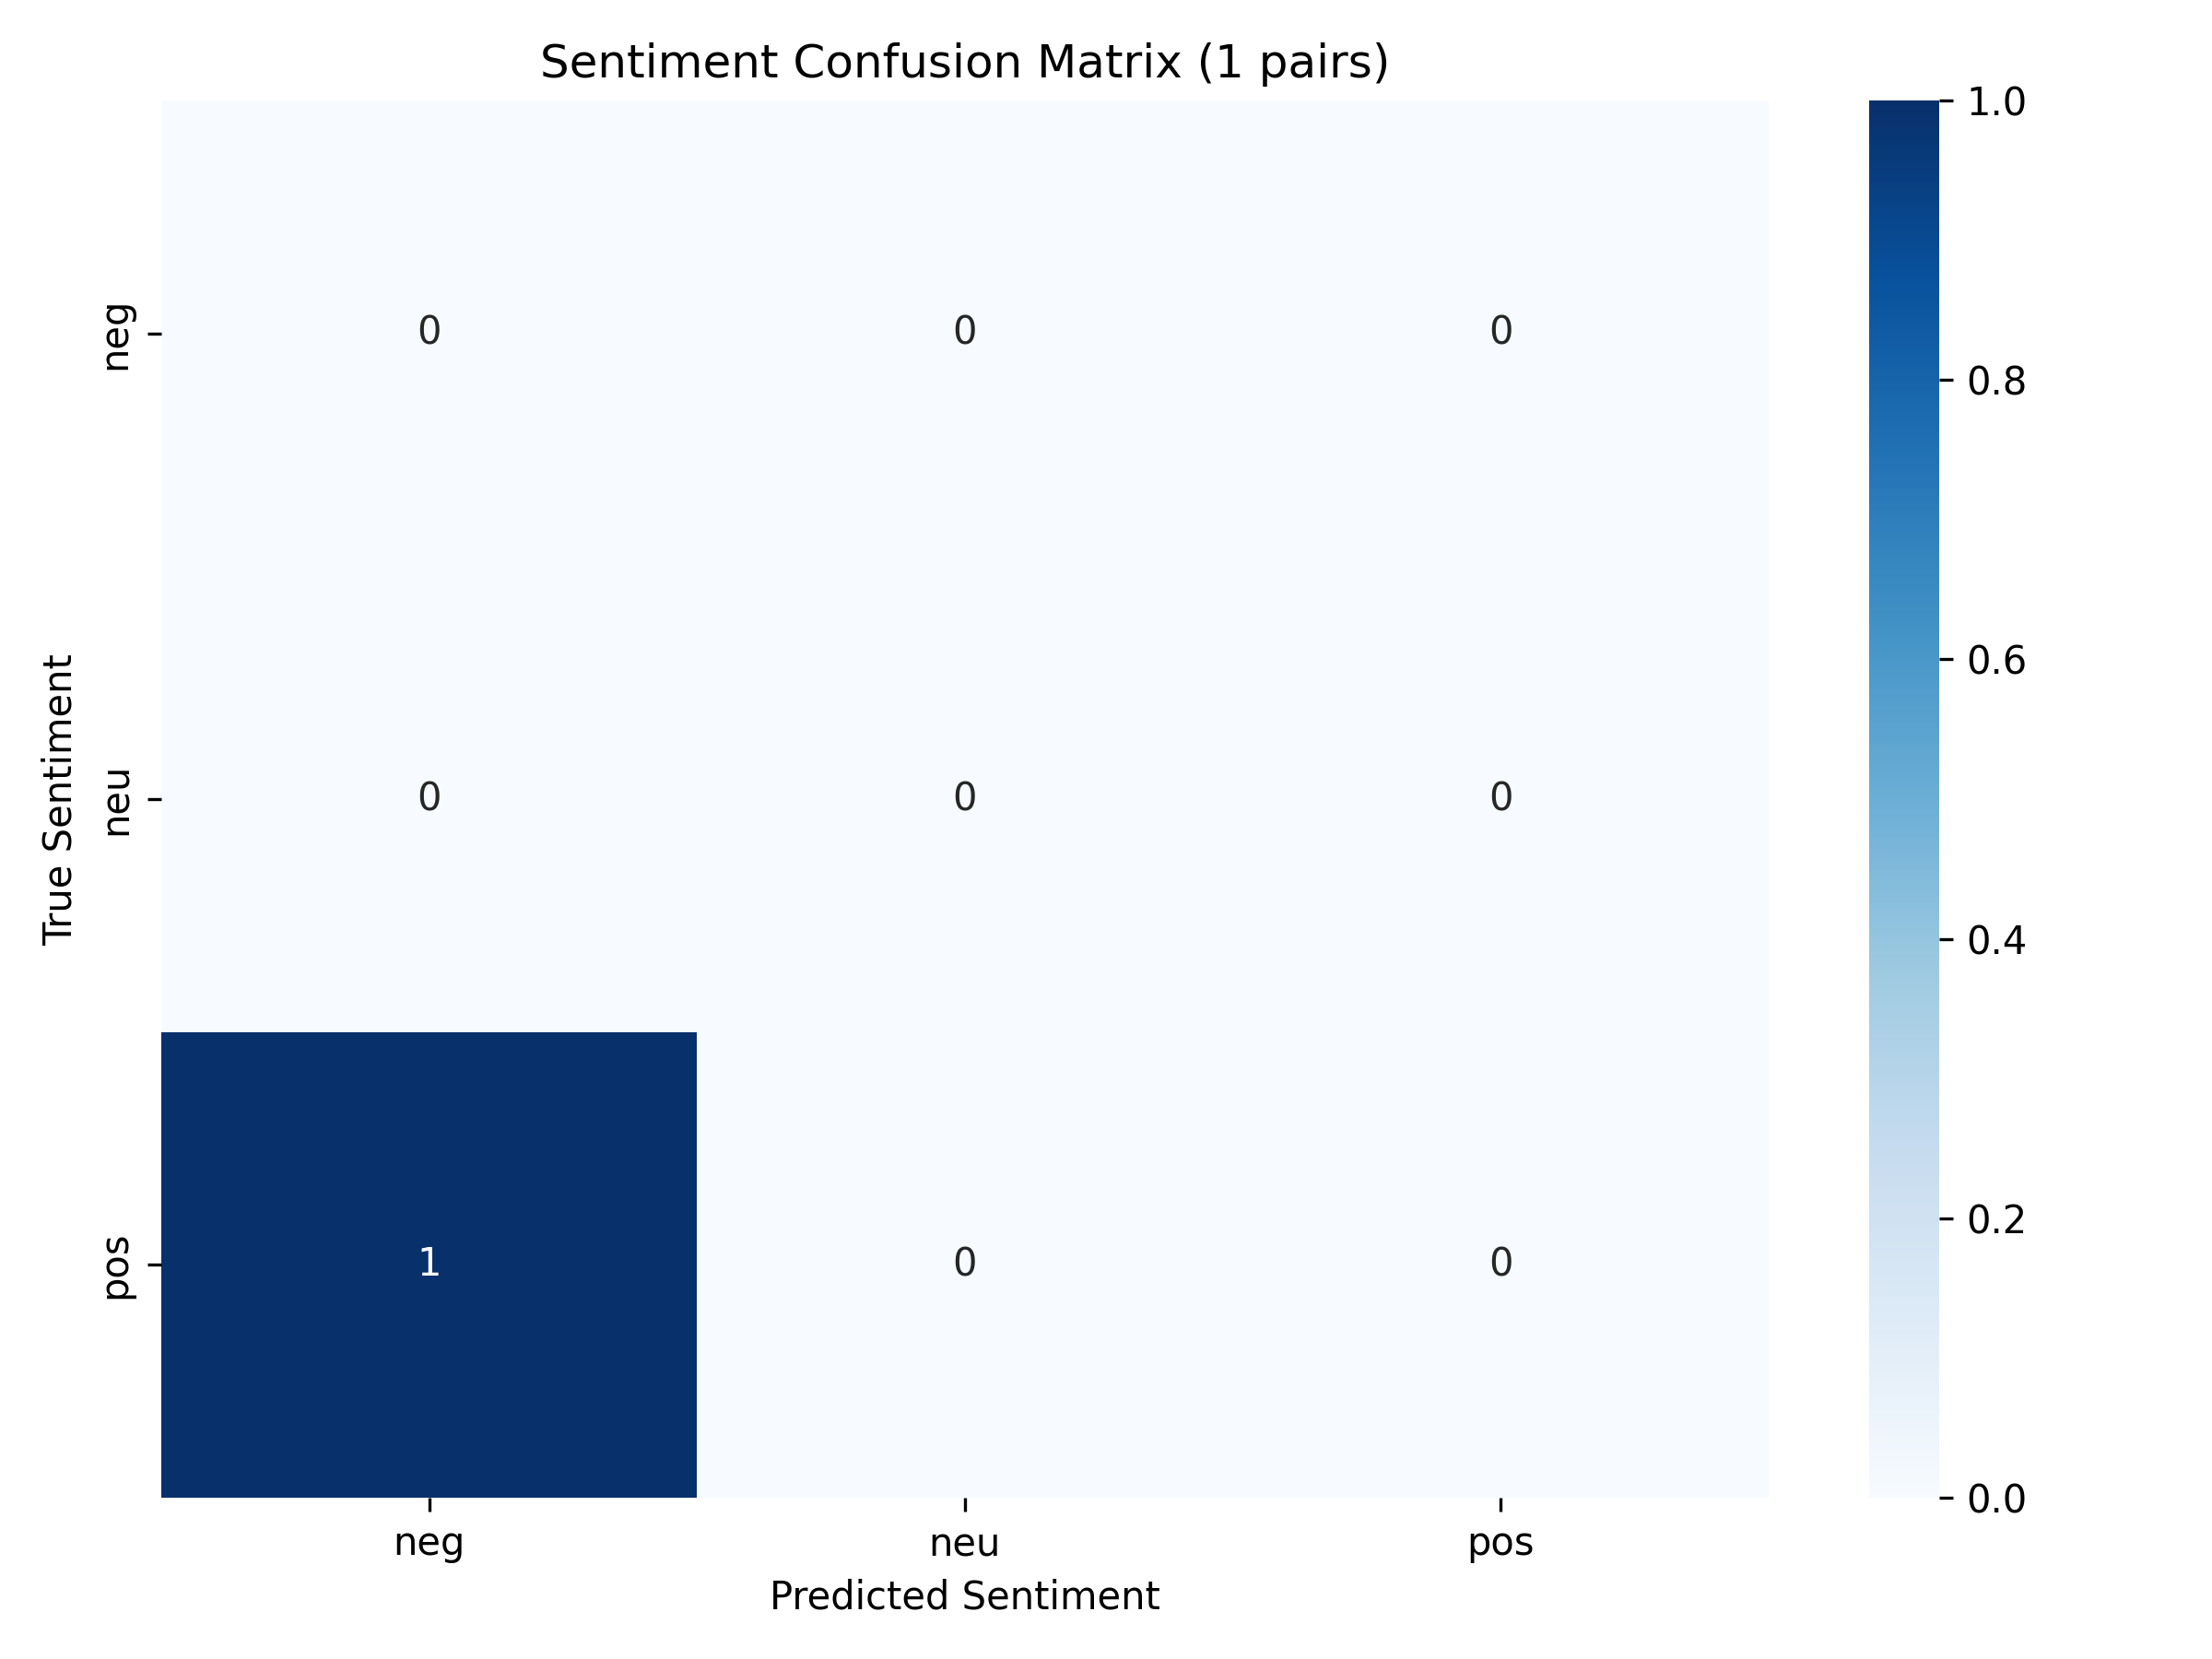 Sentiment Confusion Matrix (1 pairs)
True Sentiment
neg
0 0 0
neu
0 0 0
pos
1 0 0
neg neu pos
Predicted Sentiment
1.0
0.8
0.6
0.4
0.2
0.0